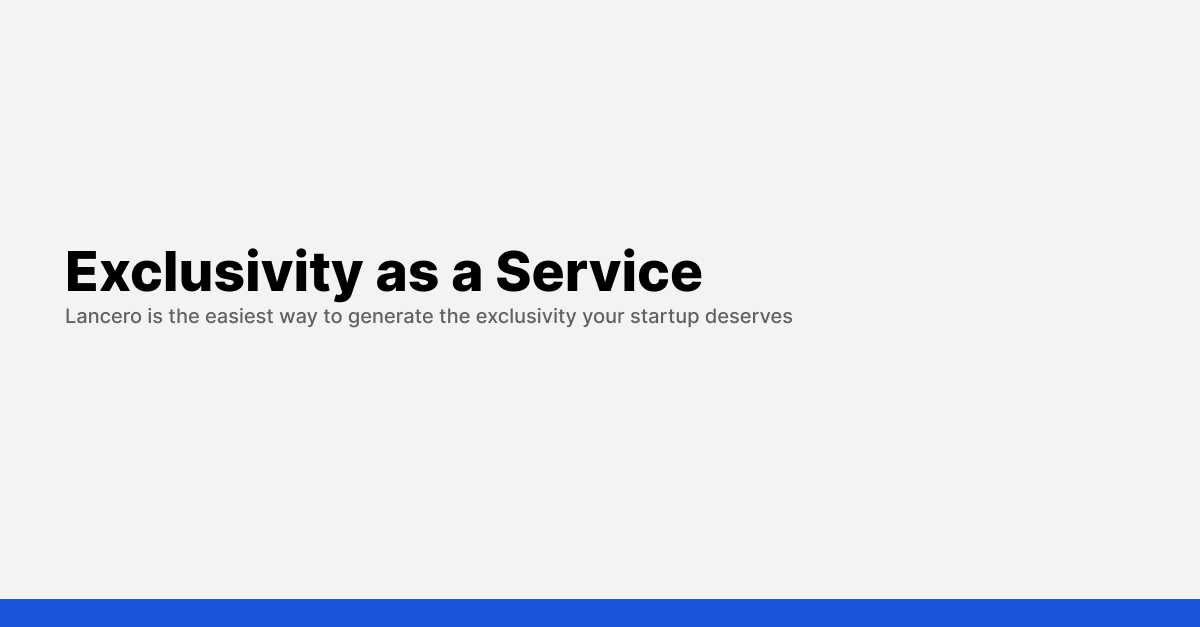 Exclusivity as a Service
Lancero is the easiest way to generate the exclusivity your startup deserves